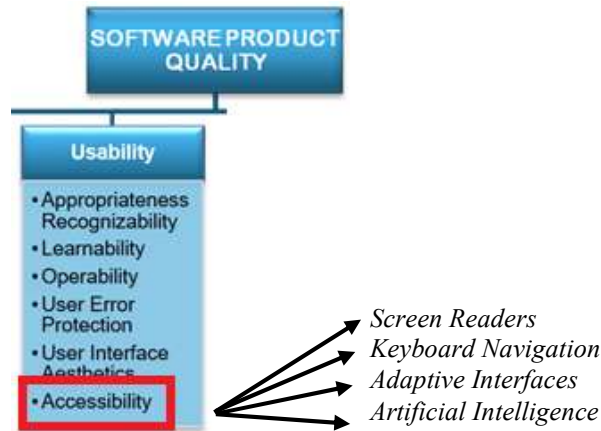 SOFTWARE PRODUCT
QUALITY
Usability
• Appropriateness
Recognizability
• Learnability
• Operability
• User Error
Protection
• User Interface
Aesthetics
• Accessibility
Screen Readers
Keyboard Navigation
Adaptive Interfaces
Artificial Intelligence